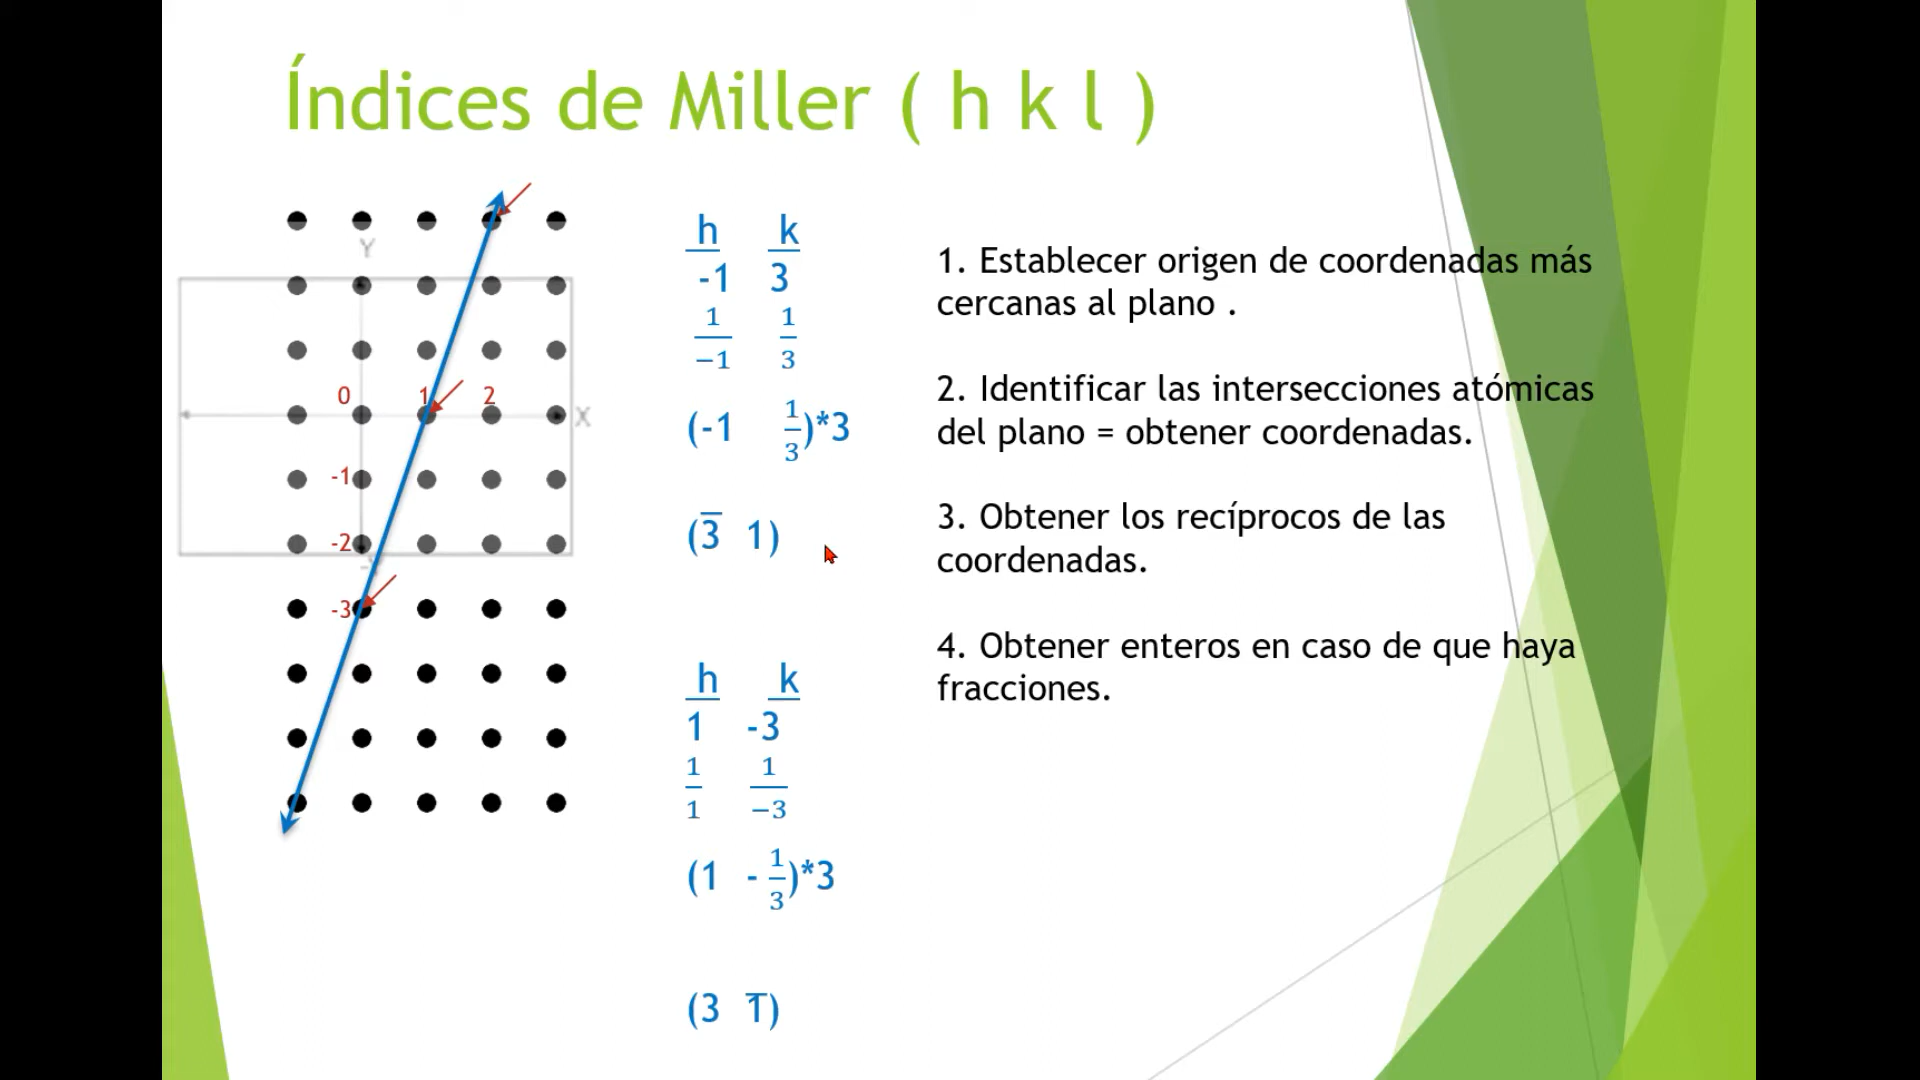 Índices de Miller ( h k l )
Y
0 1 2
X
-1
-2
-3
h k
-1 3
1/−1 1/3
(-1 1/3)*3
(3̅ 1)
h k
1 -3
1/1 1/−3
(1 - 1/3)*3
(3 1̅)
1. Establecer origen de coordenadas más
cercanas al plano .
2. Identificar las intersecciones atómicas
del plano = obtener coordenadas.
3. Obtener los recíprocos de las
coordenadas.
4. Obtener enteros en caso de que haya
fracciones.